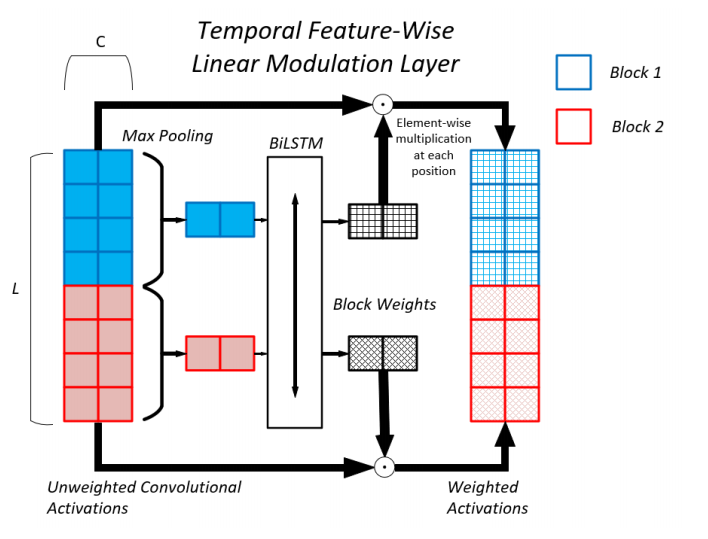 Temporal Feature-Wise
Linear Modulation Layer
C
Block 1
Block 2
Max Pooling
BiLSTM
Element-wise
multiplication
at each
position
L
Block Weights
Unweighted Convolutional
Activations
Weighted
Activations